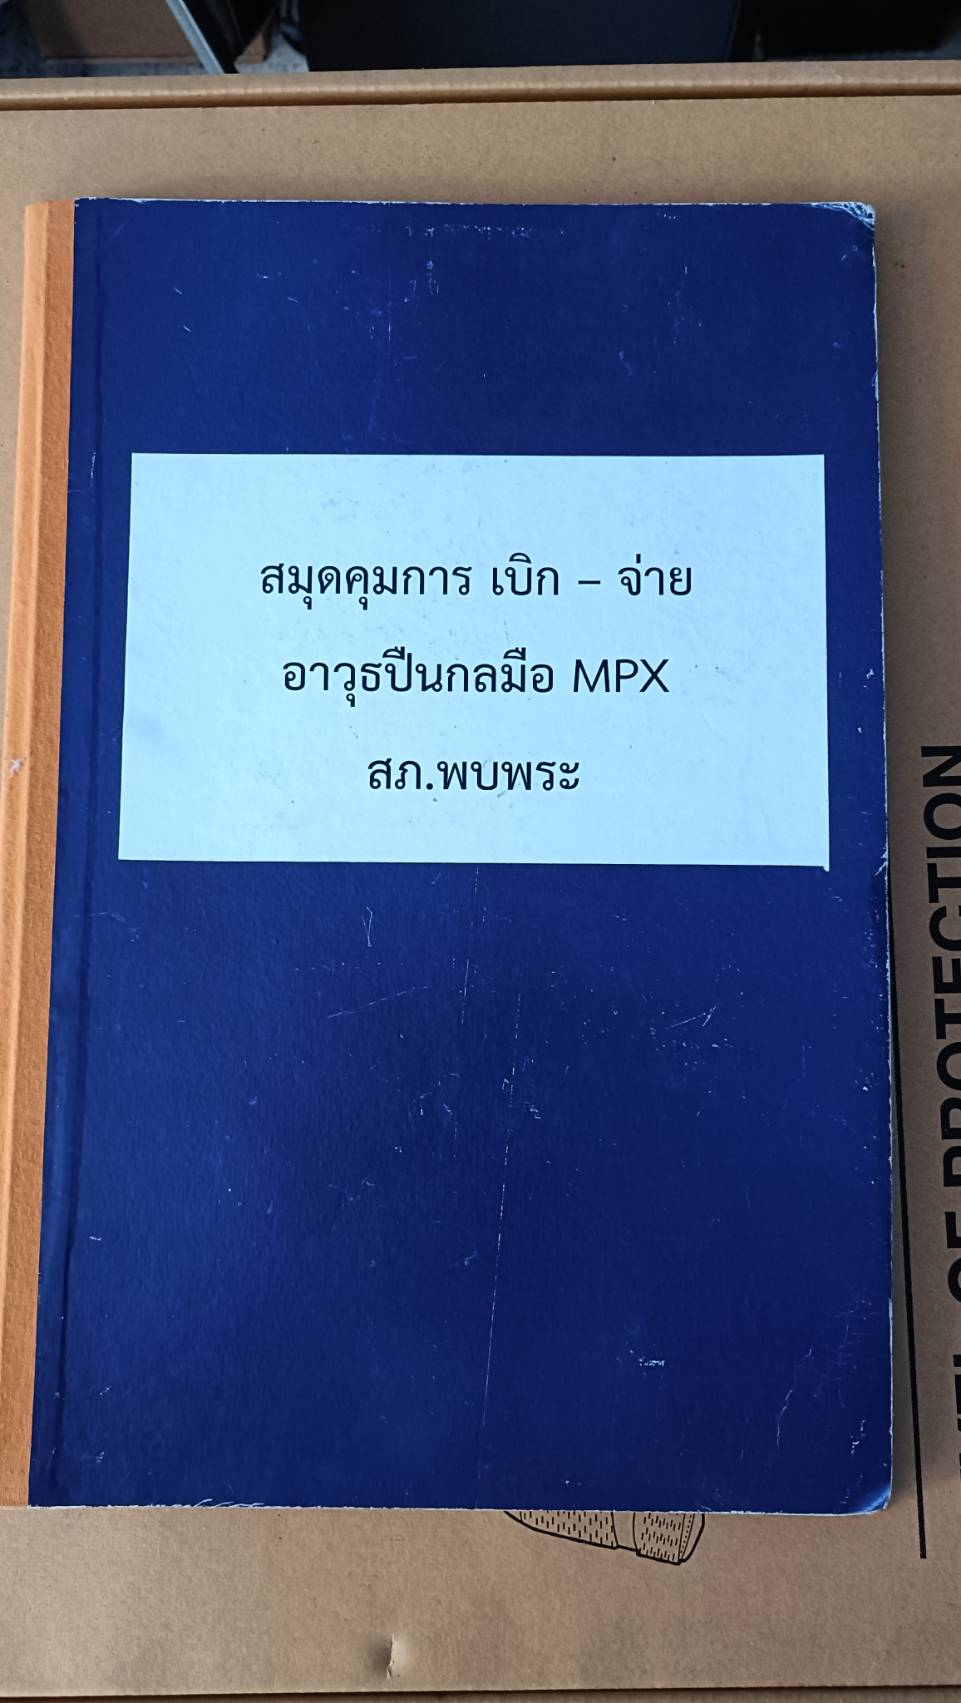 สมุดคุมการ เบิก – จ่าย
อาวุธปืนกลมือ MPX
สภ.พบพระ
OF PROTECTION